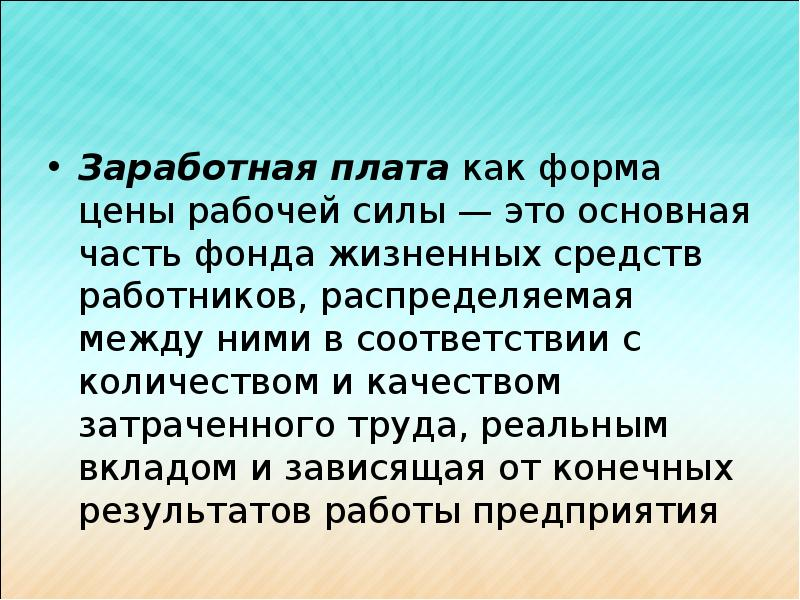 • Заработная плата как форма
цены рабочей силы — это основная
часть фонда жизненных средств
работников, распределяемая
между ними в соответствии с
количеством и качеством
затраченного труда, реальным
вкладом и зависящая от конечных
результатов работы предприятия